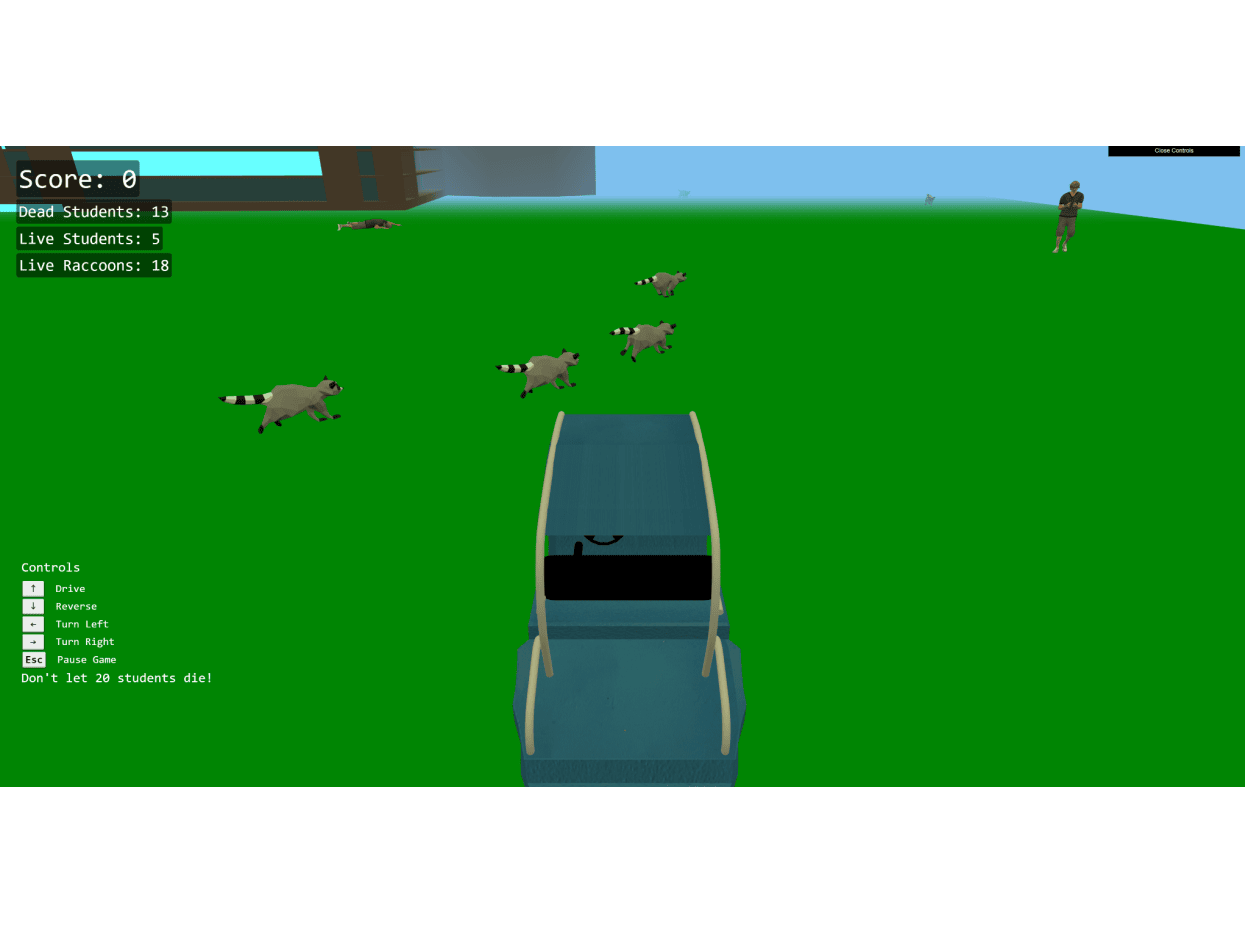 Close Controls
Score: 0
Dead Students: 13
Live Students: 5
Live Raccoons: 18
Controls
↑ Drive
↓ Reverse
← Turn Left
→ Turn Right
Esc Pause Game
Don't let 20 students die!